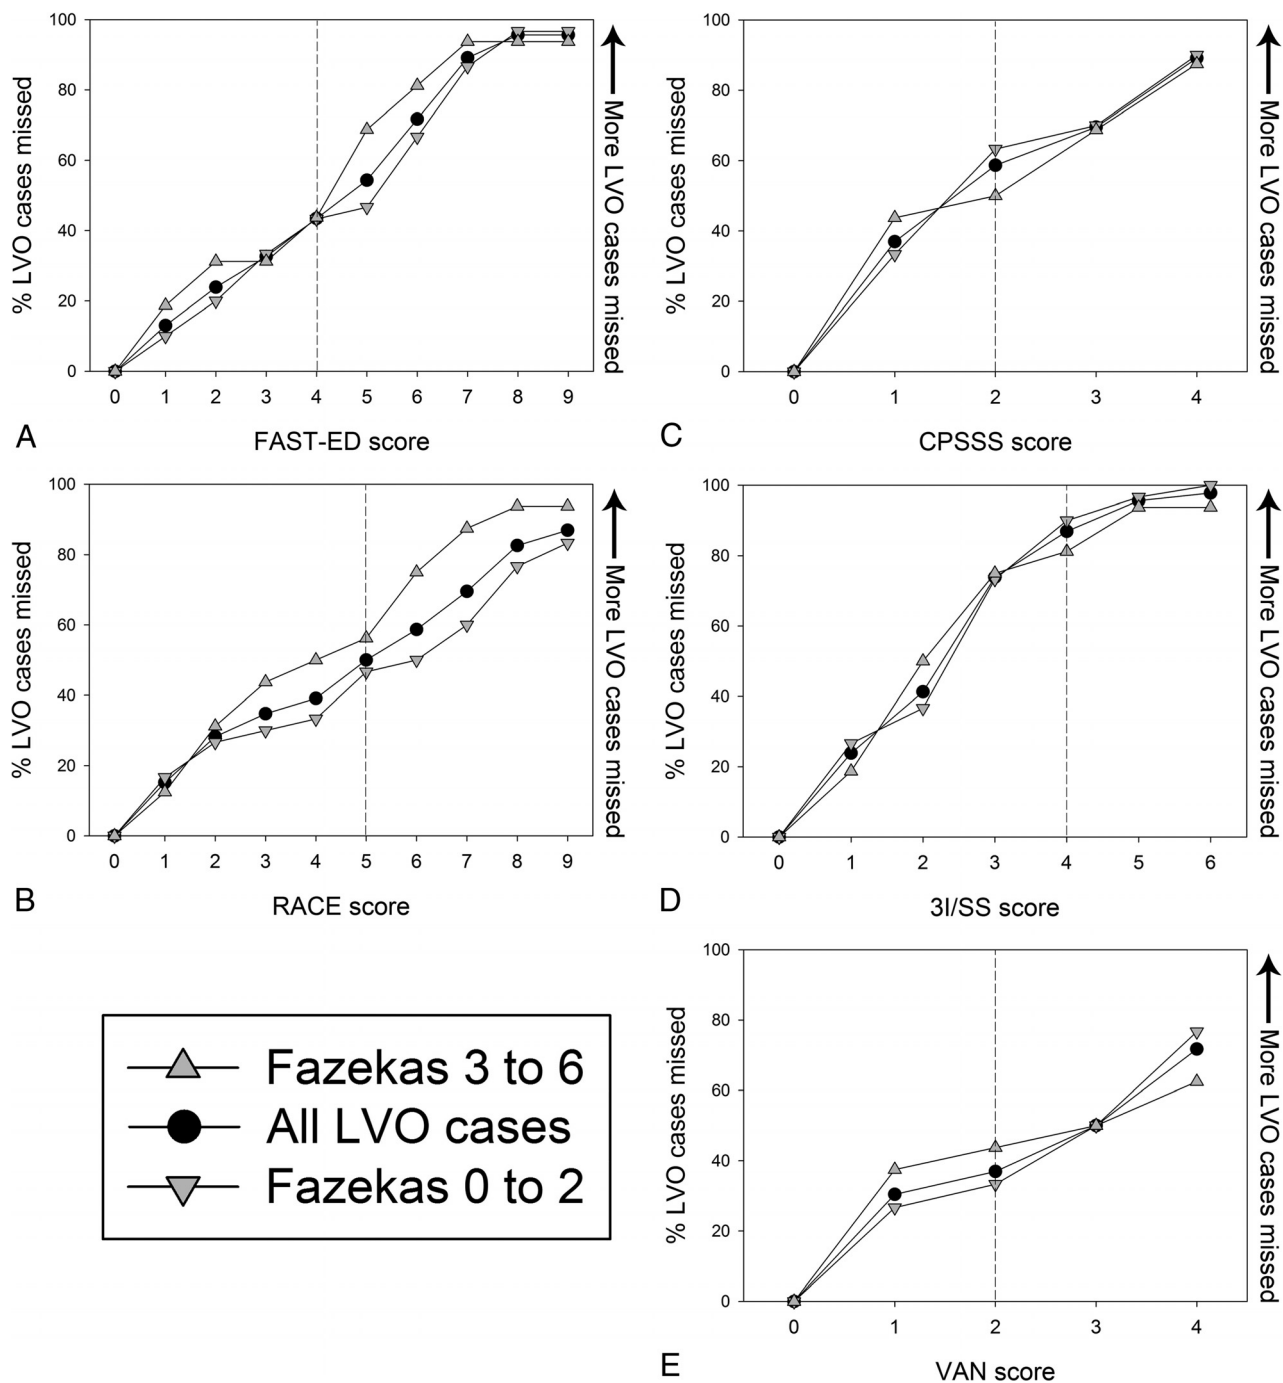 100
80
60
40
20
0
% LVO cases missed
0 1 2 3 4 5 6 7 8 9
FAST-ED score
More LVO cases missed
A
100
80
60
40
20
0
% LVO cases missed
0 1 2 3 4
CPSSS score
More LVO cases missed
C
100
80
60
40
20
0
% LVO cases missed
0 1 2 3 4 5 6 7 8 9
RACE score
More LVO cases missed
B
100
80
60
40
20
0
% LVO cases missed
0 1 2 3 4 5 6
3I/SS score
More LVO cases missed
D
Fazekas 3 to 6
All LVO cases
Fazekas 0 to 2
100
80
60
40
20
0
% LVO cases missed
0 1 2 3 4
VAN score
More LVO cases missed
E